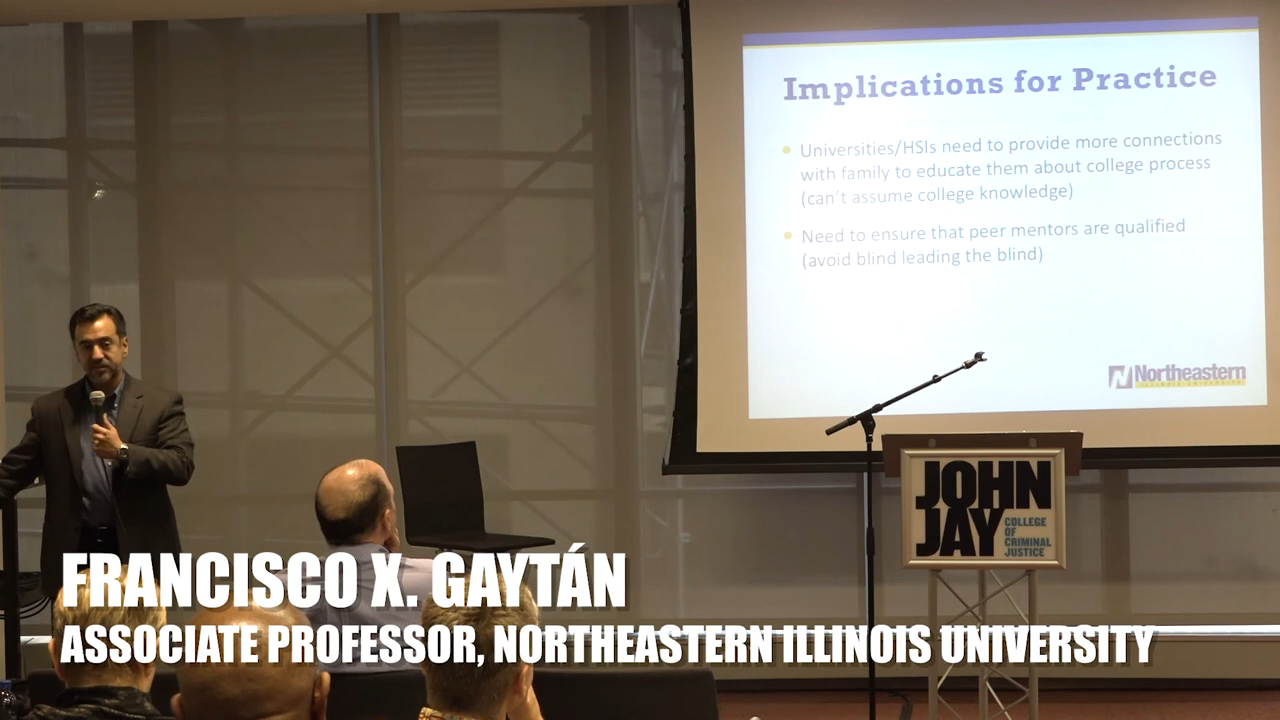 Implications for Practice
Universities/HSIs need to provide more connections
with family to educate them about college process
(can't assume college knowledge)
Need to ensure that peer mentors are qualified
(avoid blind leading the blind)
Northeastern
ILLINOIS UNIVERSITY
JOHN
JAY
COLLEGE
OF
CRIMINAL
JUSTICE
FRANCISCO X. GAYTÁN
ASSOCIATE PROFESSOR, NORTHEASTERN ILLINOIS UNIVERSITY